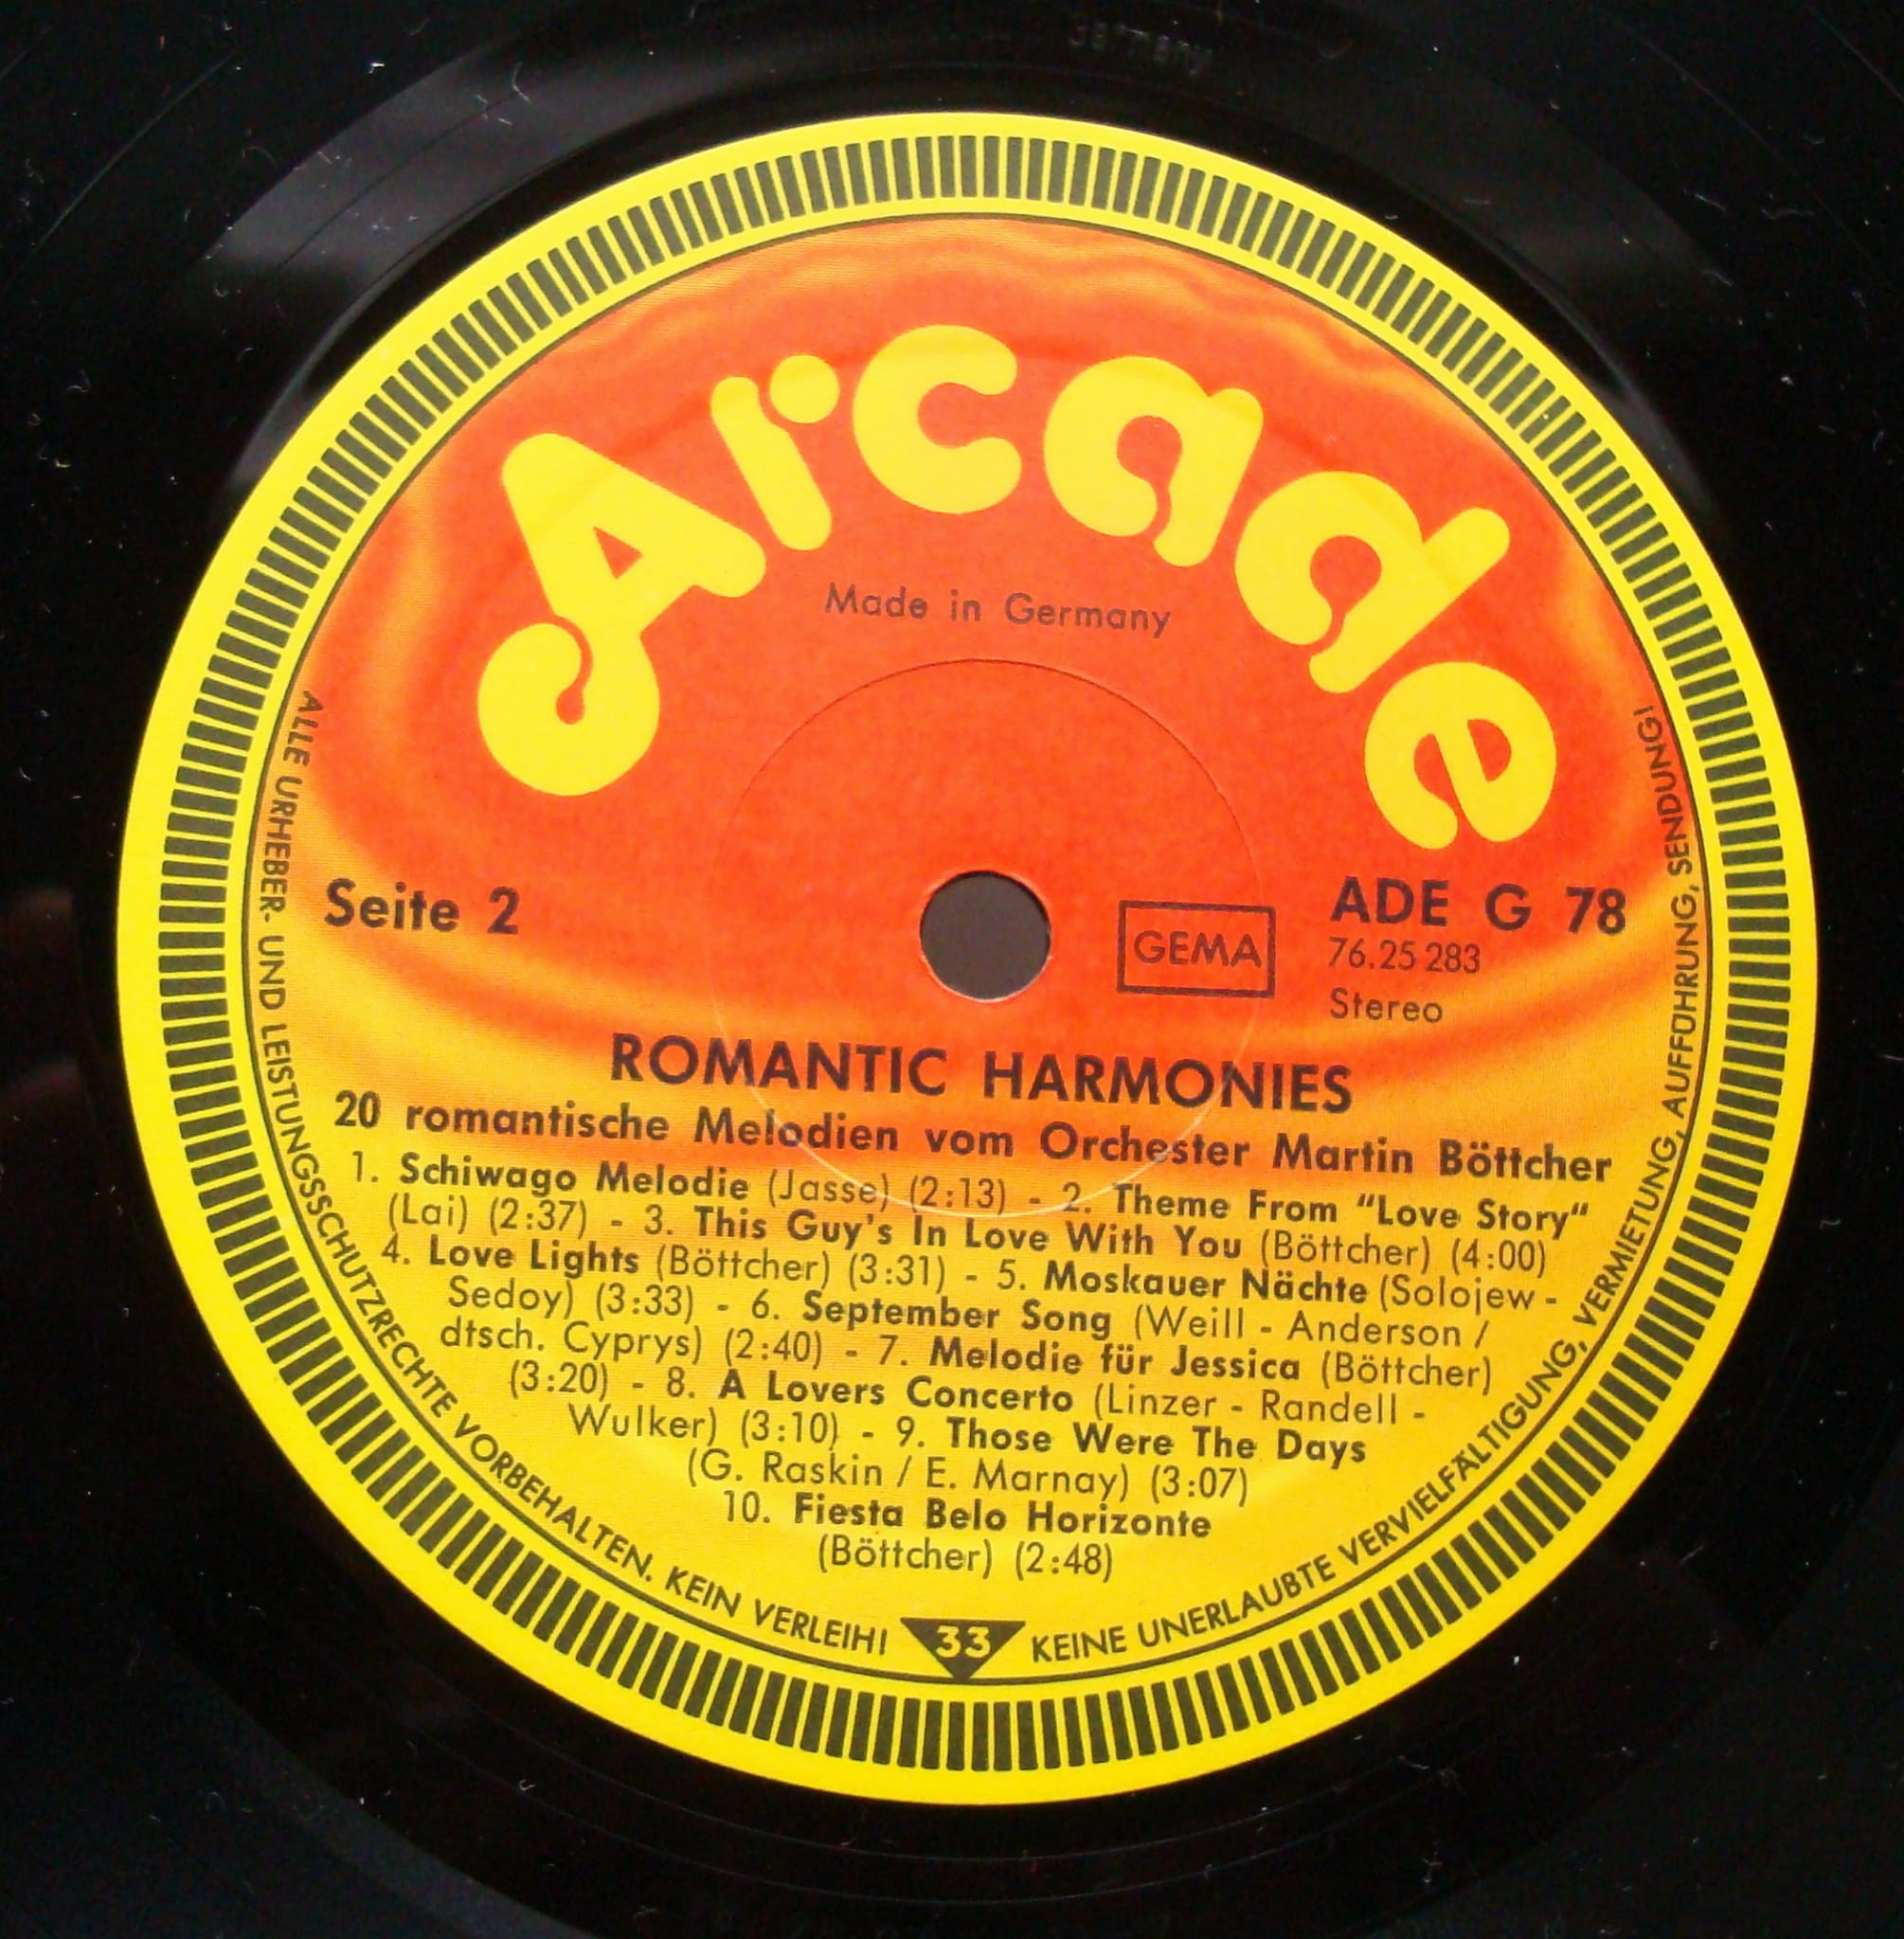 Germany
Arcade
Made in Germany
Seite 2
GEMA
ADE G 78
76.25 283
Stereo
ROMANTIC HARMONIES
20 romantische Melodien vom Orchester Martin Böttcher
1. Schiwago Melodie (Jasse) (2:13) - 2. Theme From "Love Story"
(Lai) (2:37) - 3. This Guy's In Love With You (Böttcher) (4:00)
4. Love Lights (Böttcher) (3:31) - 5. Moskauer Nächte (Solojew -
Sedoy) (3:33) - 6. September Song (Weill - Anderson /
dtsch. Cyprys) (2:40) - 7. Melodie für Jessica (Böttcher)
(3:20) - 8. A Lovers Concerto (Linzer - Randell -
Wulker) (3:10) - 9. Those Were The Days
(G. Raskin / E. Marnay) (3:07)
10. Fiesta Belo Horizonte
(Böttcher) (2:48)
ALLE URHEBER- UND LEISTUNGSSCHUTZRECHTE VORBEHALTEN. KEIN VERLEIH!
33
KEINE UNERLAUBTE VERVIELFÄLTIGUNG, VERMIETUNG, AUFFÜHRUNG, SENDUNG!